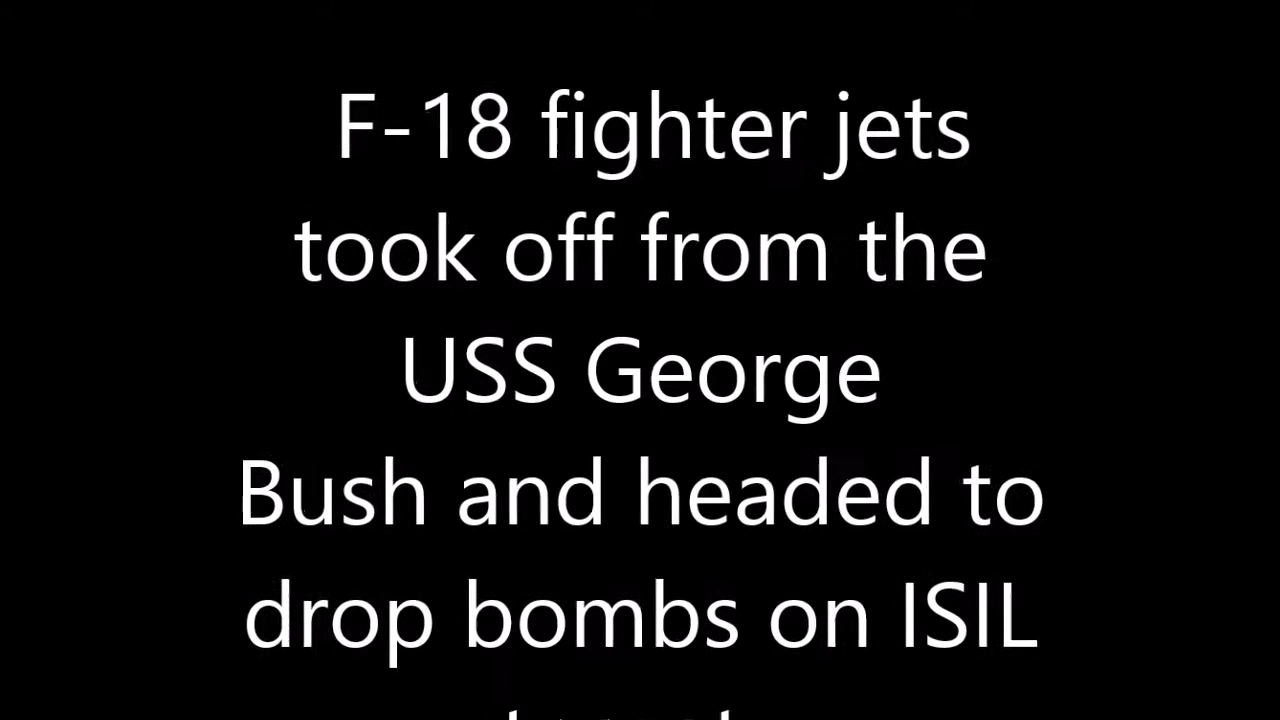 F-18 fighter jets
took off from the
USS George
Bush and headed to
drop bombs on ISIL